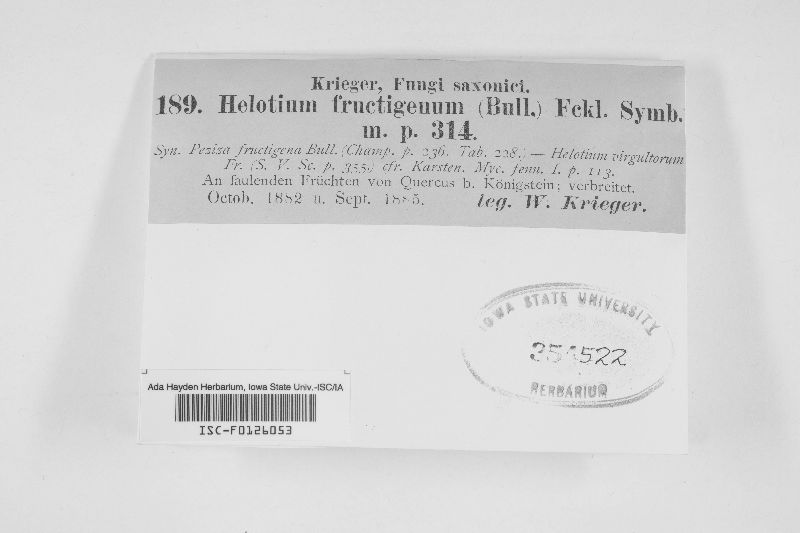 Krieger, Fungi saxonici.
189. Helotium fructigenum (Bull.) Fckl. Symb.
m. p. 314.
Syn. Peziza fructigena Bull. (Champ. p. 236. Tab. 228.) — Helotium virgultorum
Fr. (S. V. Sc. p. 355.) cfr. Karsten. Myc. fenn. I. p. 113.
An faulenden Früchten von Quercus b. Königstein; verbreitet.
Octob. 1882 u. Sept. 1885. leg. W. Krieger.
IOWA STATE UNIVERSITY
HERBARIUM
Ada Hayden Herbarium, Iowa State Univ.-ISC/IA
ISC-F0126053